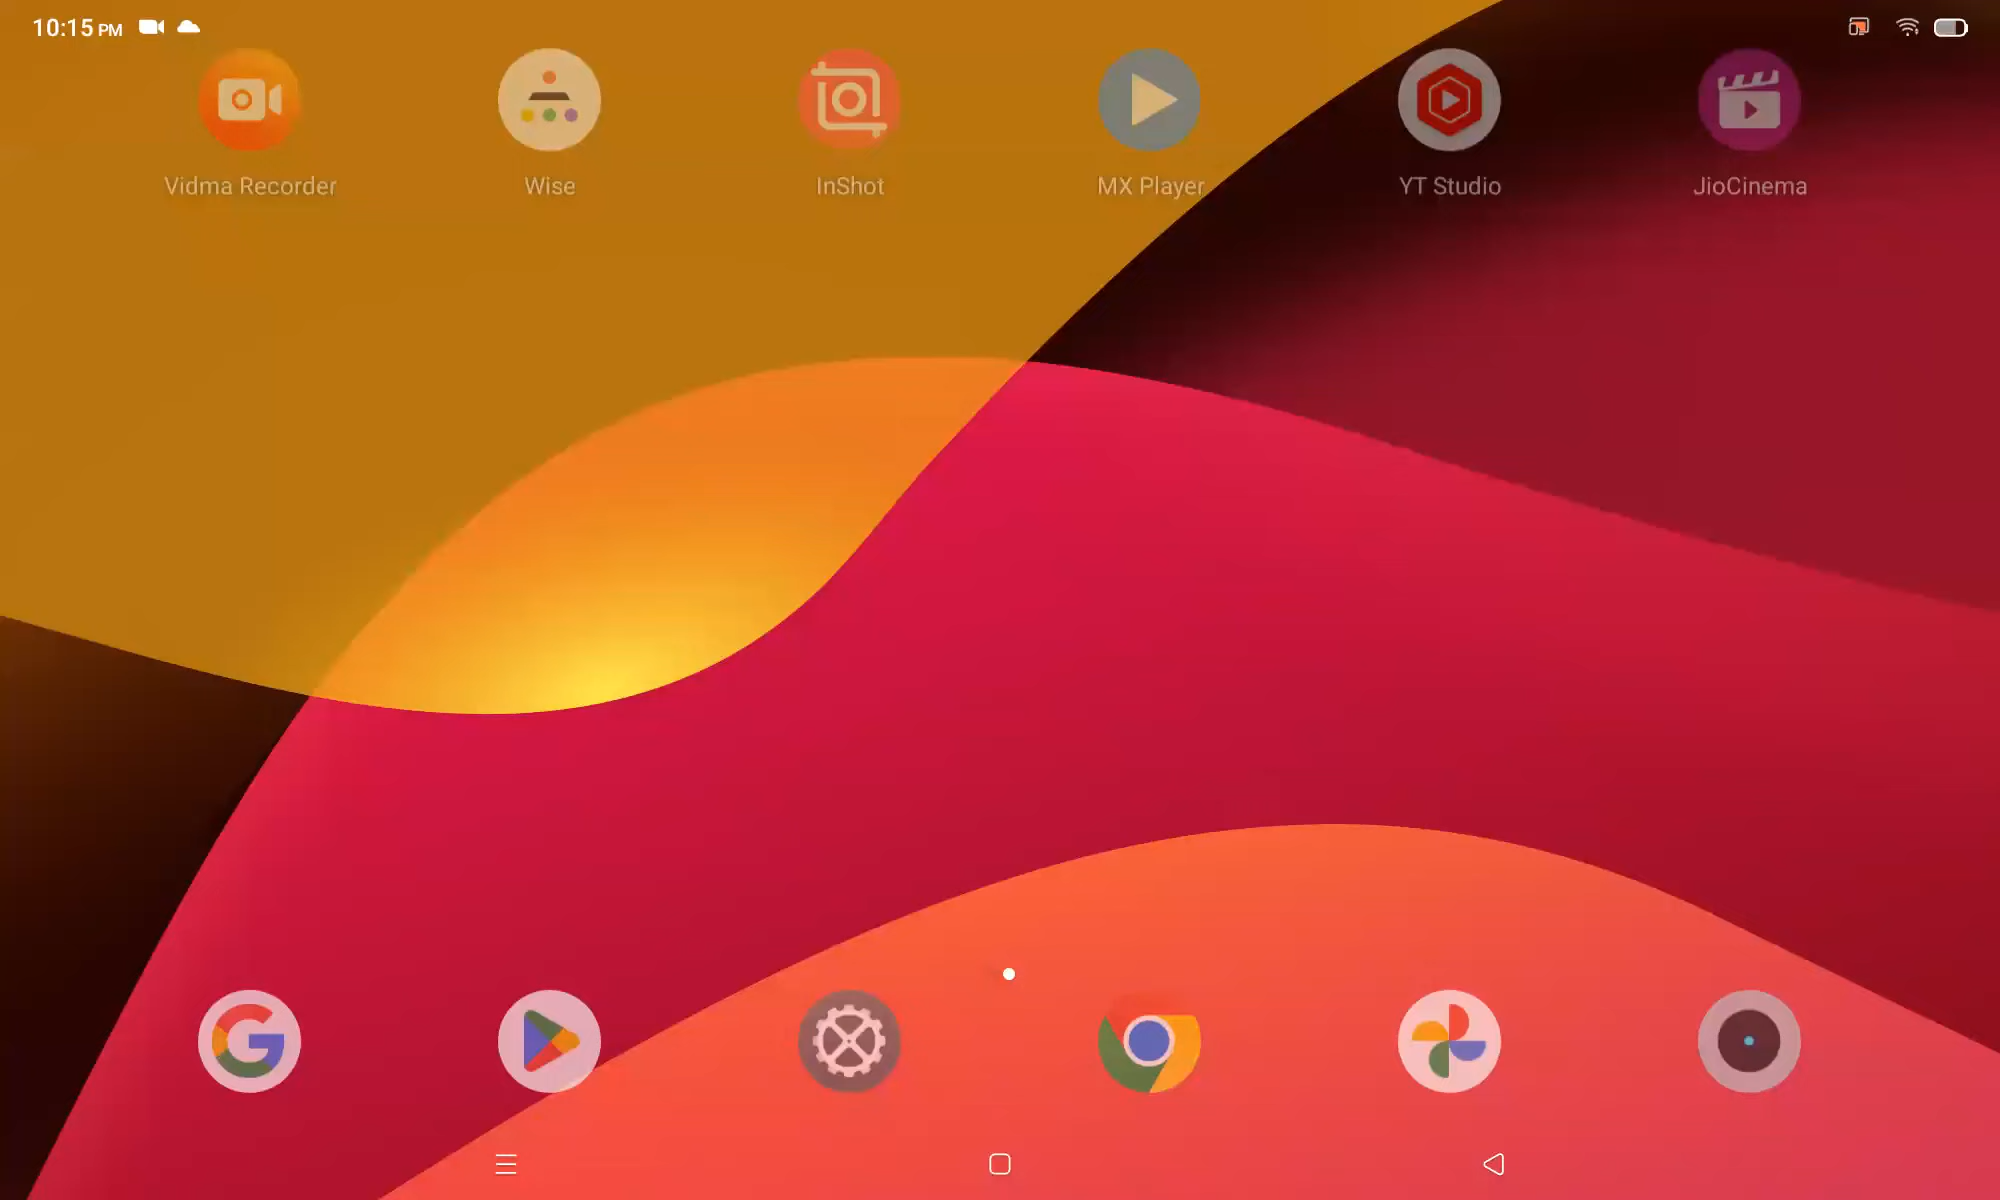 10:15 PM
Vidma Recorder
Wise
InShot
MX Player
YT Studio
JioCinema